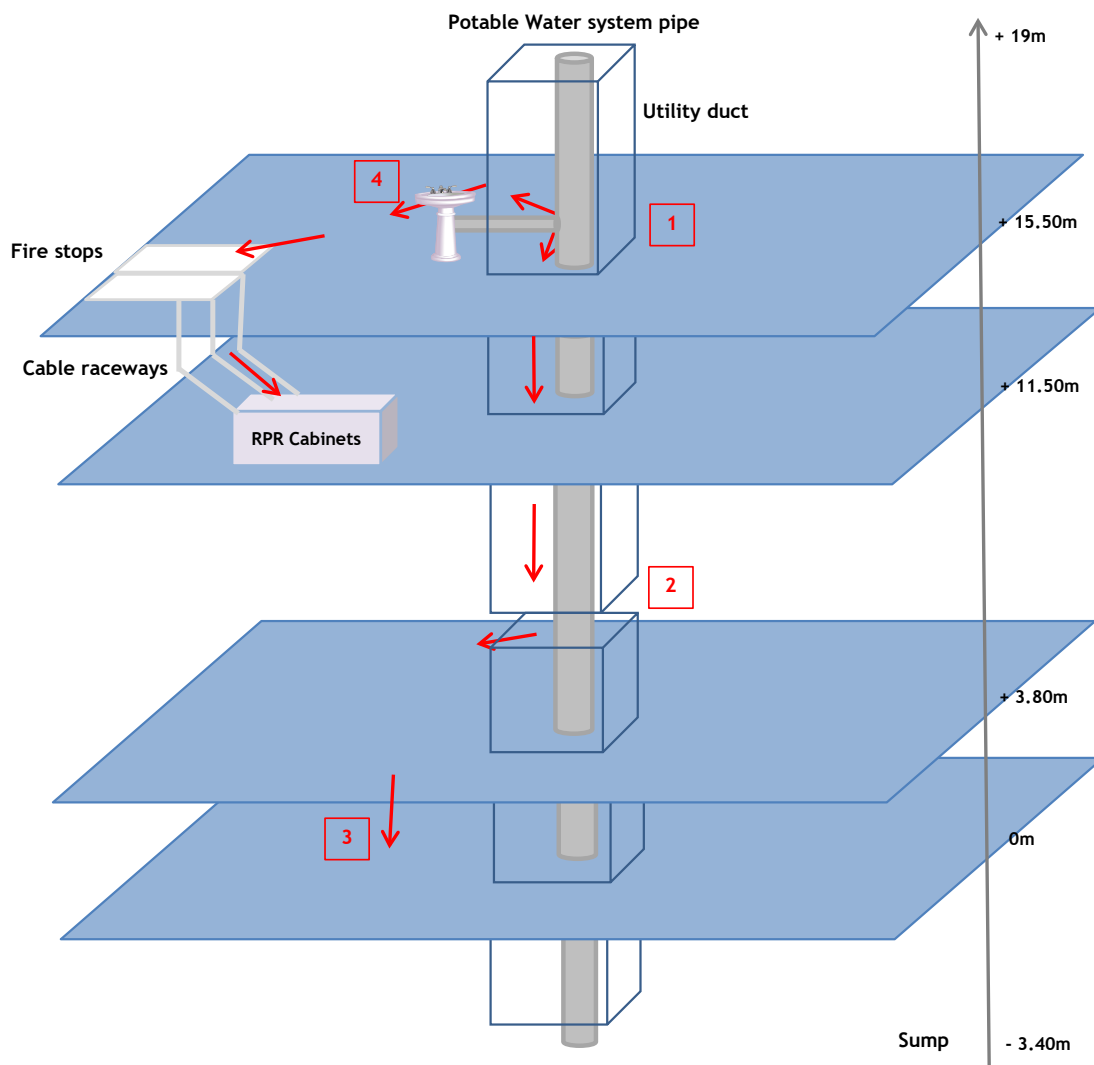 Potable Water system pipe
+ 19m
Utility duct
4
1
+ 15.50m
Fire stops
Cable raceways
+ 11.50m
RPR Cabinets
2
+ 3.80m
3
0m
Sump
- 3.40m